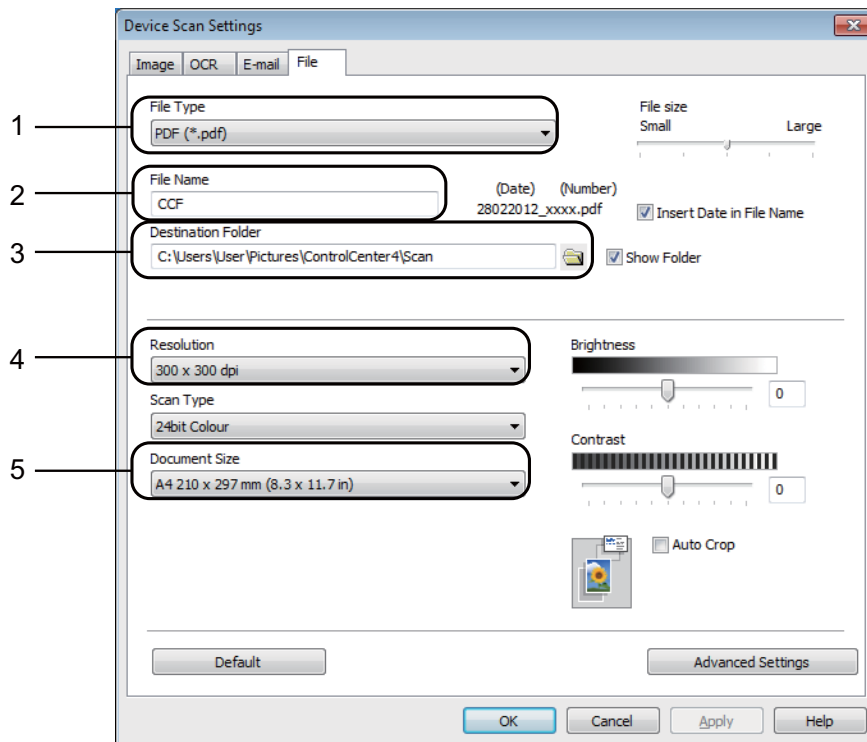 Device Scan Settings
Image OCR E-mail File
1
File Type
PDF (*.pdf)
File size
Small Large
2
File Name
CCF
(Date) (Number)
28022012_xxxx.pdf
Insert Date in File Name
3
Destination Folder
C:\Users\User\Pictures\ControlCenter4\Scan
Show Folder
4
Resolution
300 x 300 dpi
Brightness
0
Scan Type
24bit Colour
Contrast
0
5
Document Size
A4 210 x 297 mm (8.3 x 11.7 in)
Auto Crop
Default
Advanced Settings
OK Cancel Apply Help